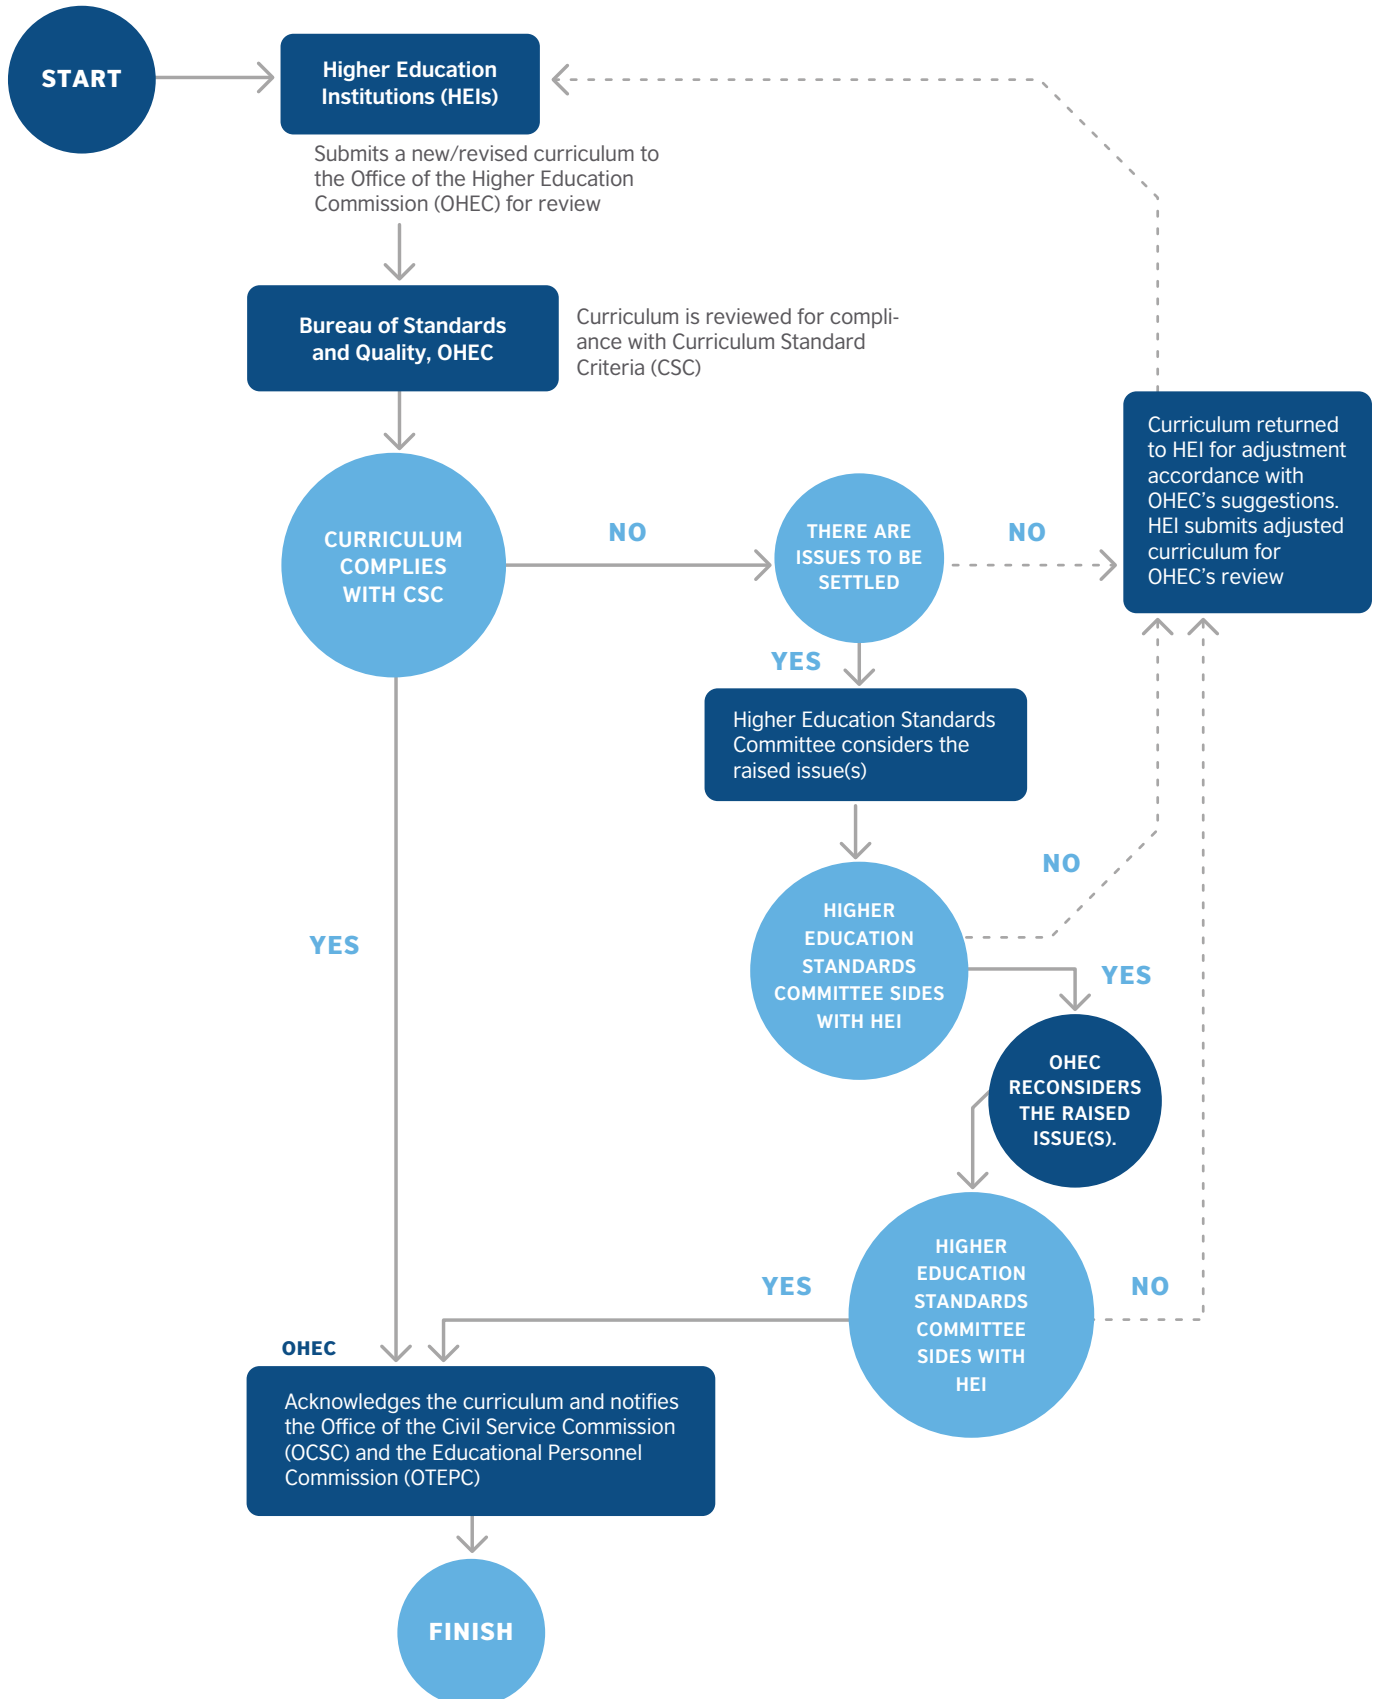 START
Higher Education
Institutions (HEIs)
Submits a new/revised curriculum to
the Office of the Higher Education
Commission (OHEC) for review
Bureau of Standards
and Quality, OHEC
Curriculum is reviewed for compli-
ance with Curriculum Standard
Criteria (CSC)
CURRICULUM
COMPLIES
WITH CSC
NO
THERE ARE
ISSUES TO BE
SETTLED
NO
Curriculum returned
to HEI for adjustment
accordance with
OHEC's suggestions.
HEI submits adjusted
curriculum for
OHEC's review
YES
Higher Education Standards
Committee considers the
raised issue(s)
NO
HIGHER
EDUCATION
STANDARDS
COMMITTEE SIDES
WITH HEI
YES
YES
OHEC
RECONSIDERS
THE RAISED
ISSUE(S).
HIGHER
EDUCATION
STANDARDS
COMMITTEE
SIDES WITH
HEI
YES
NO
OHEC
Acknowledges the curriculum and notifies
the Office of the Civil Service Commission
(OCSC) and the Educational Personnel
Commission (OTEPC)
FINISH